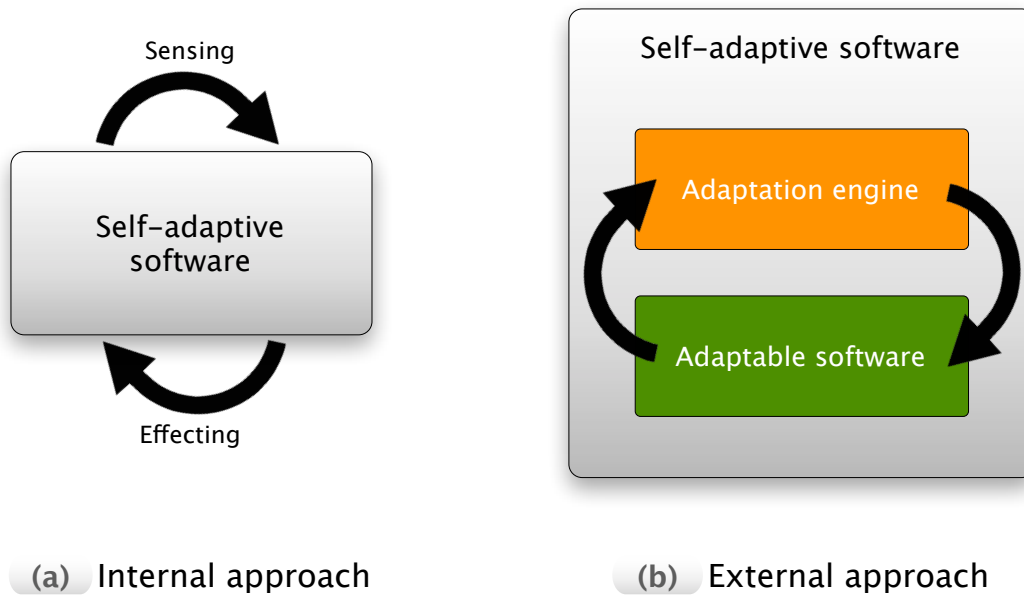 Sensing
Self-adaptive
software
Effecting
(a) Internal approach
Self-adaptive software
Adaptation engine
Adaptable software
(b) External approach